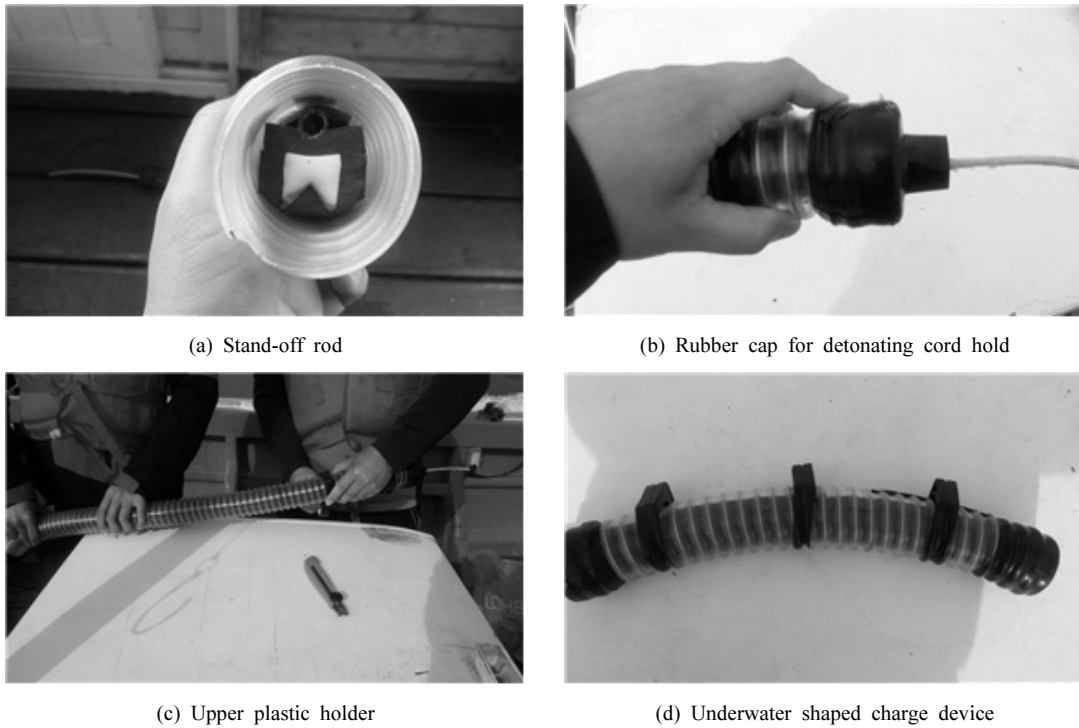 (a) Stand-off rod
(b) Rubber cap for detonating cord hold
(c) Upper plastic holder
(d) Underwater shaped charge device